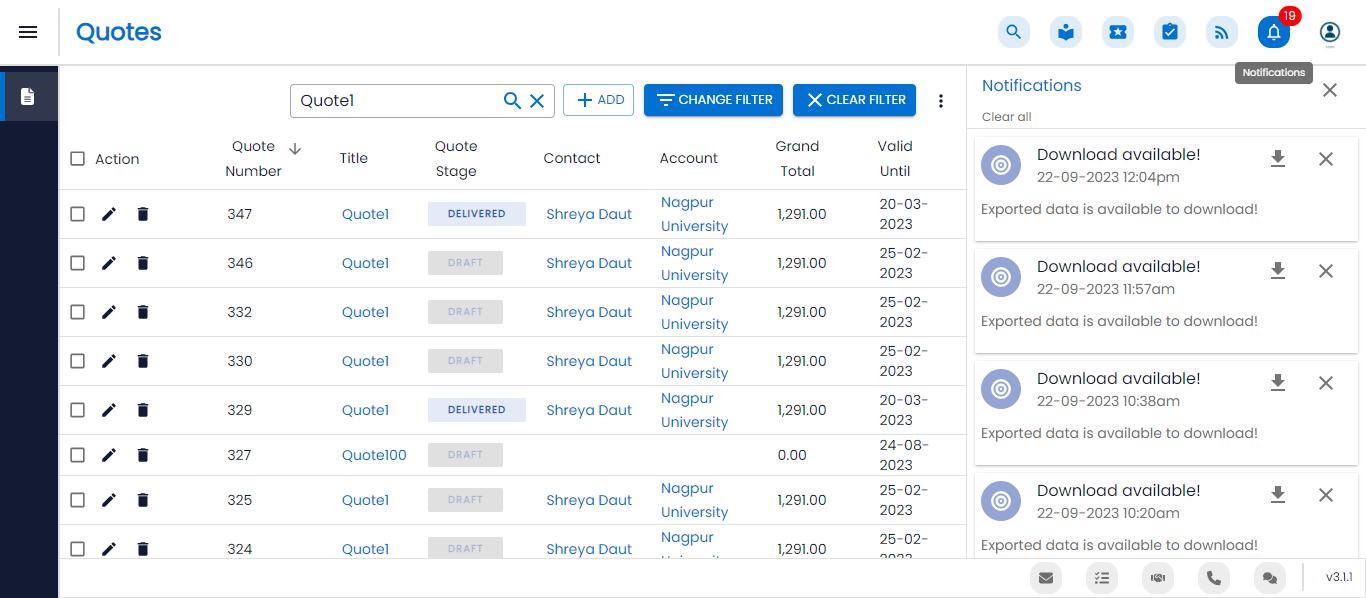 Quotes
19
Notifications
Quote1
ADD
CHANGE FILTER
CLEAR FILTER
Action
Quote Number
Title
Quote Stage
Contact
Account
Grand Total
Valid Until
347 Quote1 DELIVERED Shreya Daut Nagpur University 1,291.00 20-03-2023
346 Quote1 DRAFT Shreya Daut Nagpur University 1,291.00 25-02-2023
332 Quote1 DRAFT Shreya Daut Nagpur University 1,291.00 25-02-2023
330 Quote1 DRAFT Shreya Daut Nagpur University 1,291.00 25-02-2023
329 Quote1 DELIVERED Shreya Daut Nagpur University 1,291.00 20-03-2023
327 Quote100 DRAFT 0.00 24-08-2023
325 Quote1 DRAFT Shreya Daut Nagpur University 1,291.00 25-02-2023
324 Quote1 DRAFT Shreya Daut Nagpur 1,291.00 25-02-
Notifications
Clear all
Download available!
22-09-2023 12:04pm
Exported data is available to download!
Download available!
22-09-2023 11:57am
Exported data is available to download!
Download available!
22-09-2023 10:38am
Exported data is available to download!
Download available!
22-09-2023 10:20am
Exported data is available to download!
v3.1.1